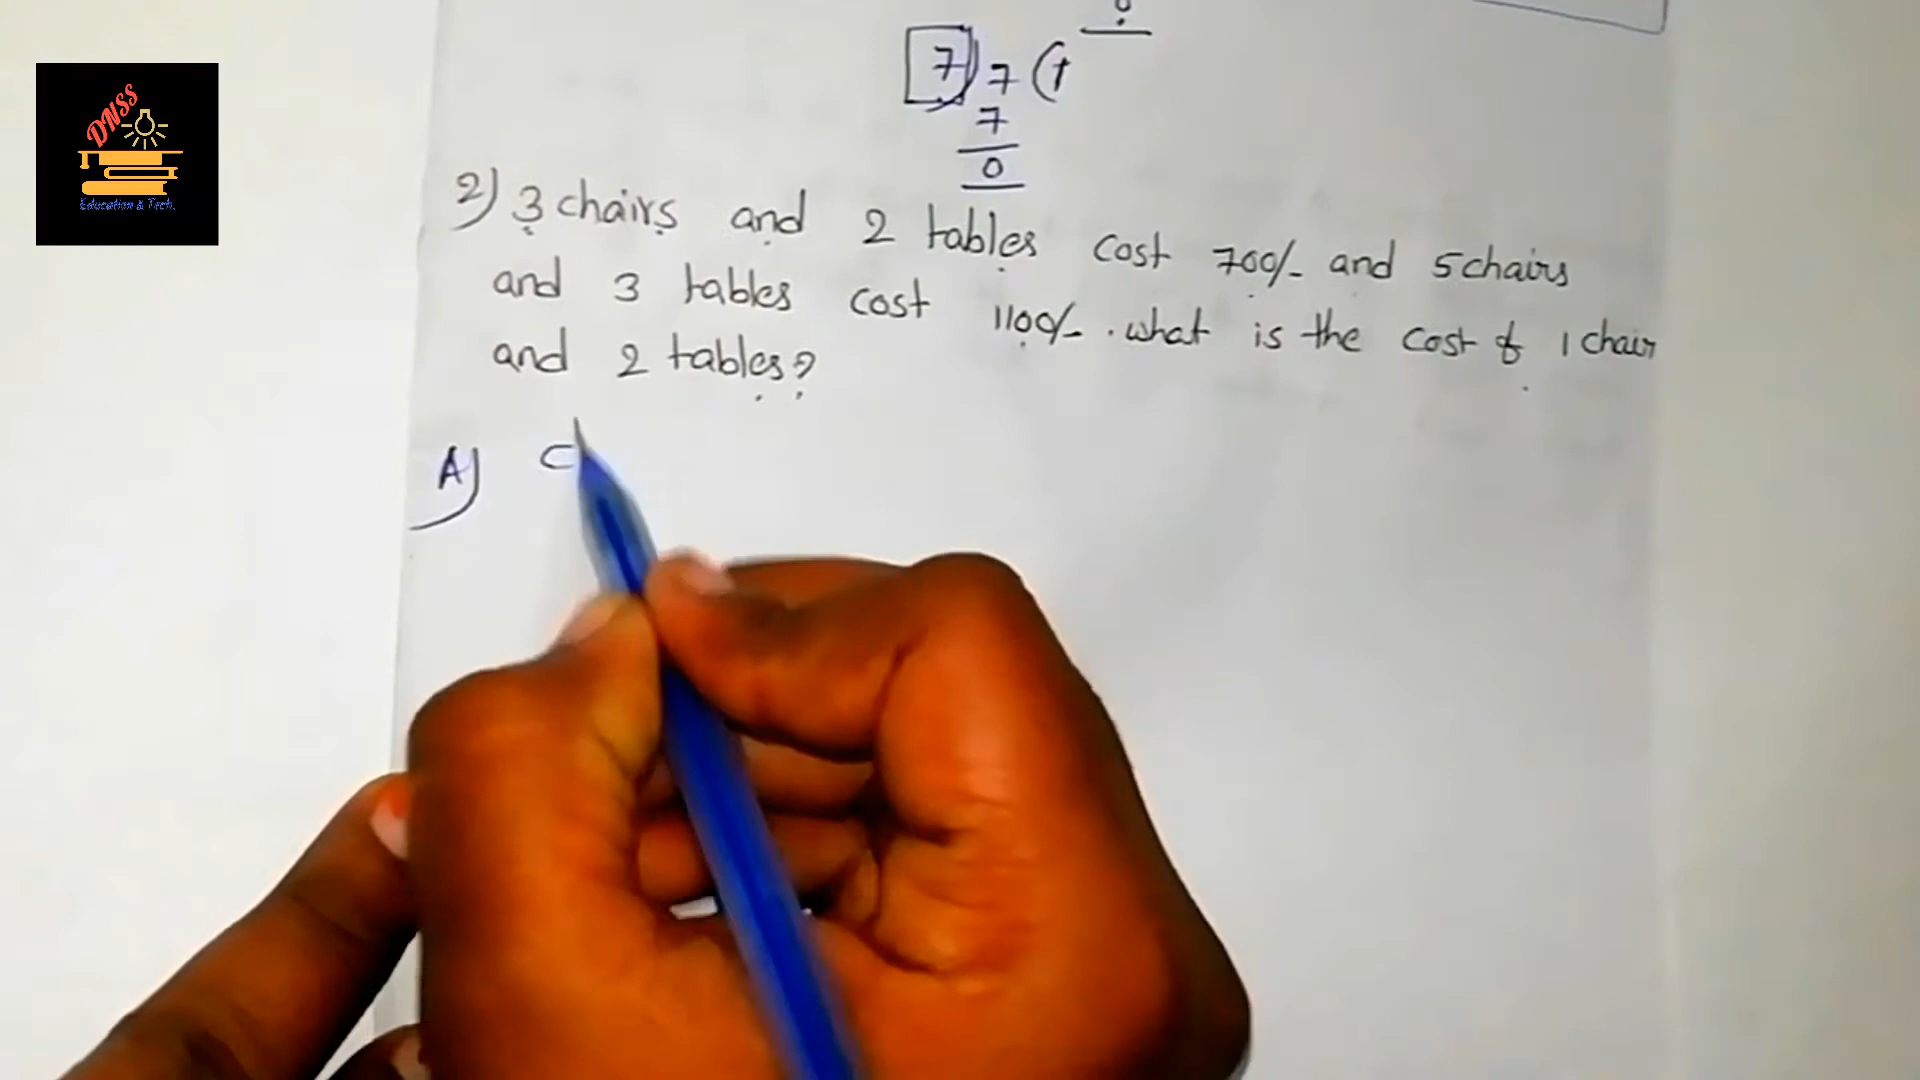 DNSS
Education & Tech.
7) 7 (1
7
0
2) 3 chairs and 2 tables cost 700/- and 5 chairs
and 3 tables cost 1100/-. what is the cost of 1 chair
and 2 tables?
A) C